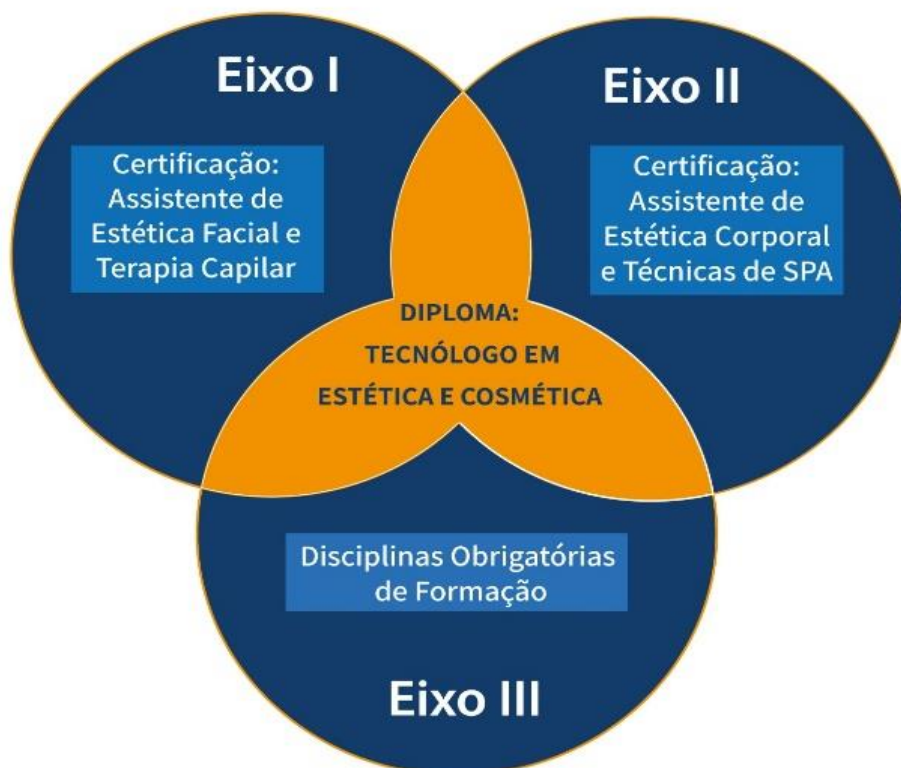 Eixo I
Certificação:
Assistente de
Estética Facial e
Terapia Capilar
Eixo II
Certificação:
Assistente de
Estética Corporal
e Técnicas de SPA
DIPLOMA:
TECNÓLOGO EM
ESTÉTICA E COSMÉTICA
Disciplinas Obrigatórias
de Formação
Eixo III